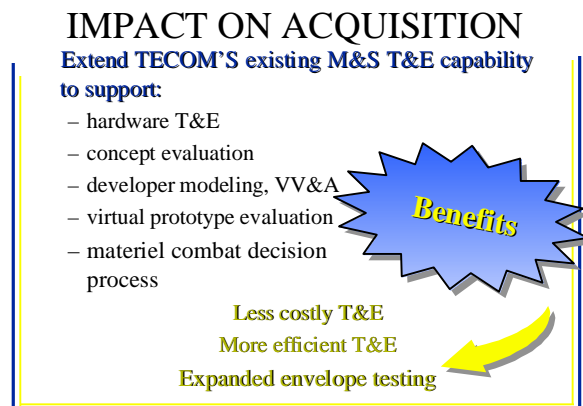 IMPACT ON ACQUISITION
Extend TECOM'S existing M&S T&E capability
to support:
– hardware T&E
– concept evaluation
– developer modeling, VV&A
– virtual prototype evaluation
– materiel combat decision
process
Benefits
Less costly T&E
More efficient T&E
Expanded envelope testing